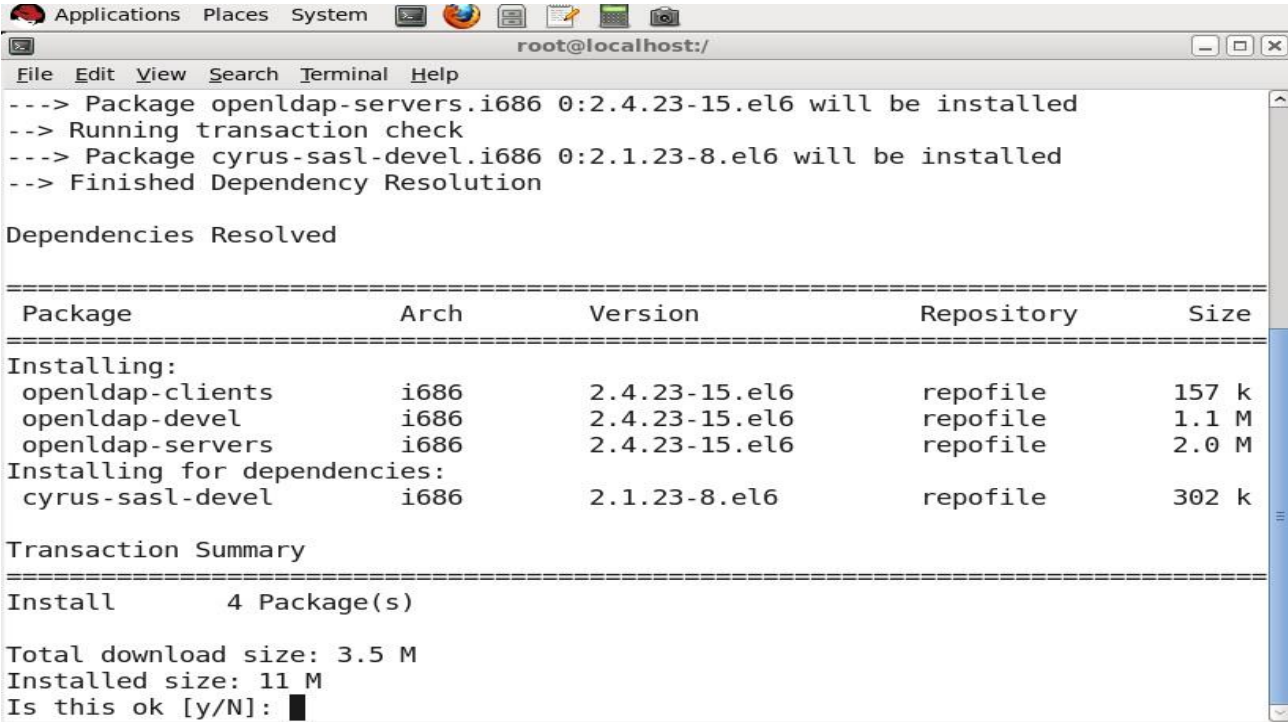 Applications Places System
root@localhost:/
File Edit View Search Terminal Help
---> Package openldap-servers.i686 0:2.4.23-15.el6 will be installed
--> Running transaction check
---> Package cyrus-sasl-devel.i686 0:2.1.23-8.el6 will be installed
--> Finished Dependency Resolution
Dependencies Resolved
================================================================================
Package Arch Version Repository Size
================================================================================
Installing:
openldap-clients i686 2.4.23-15.el6 repofile 157 k
openldap-devel i686 2.4.23-15.el6 repofile 1.1 M
openldap-servers i686 2.4.23-15.el6 repofile 2.0 M
Installing for dependencies:
cyrus-sasl-devel i686 2.1.23-8.el6 repofile 302 k
Transaction Summary
================================================================================
Install 4 Package(s)
Total download size: 3.5 M
Installed size: 11 M
Is this ok [y/N]: